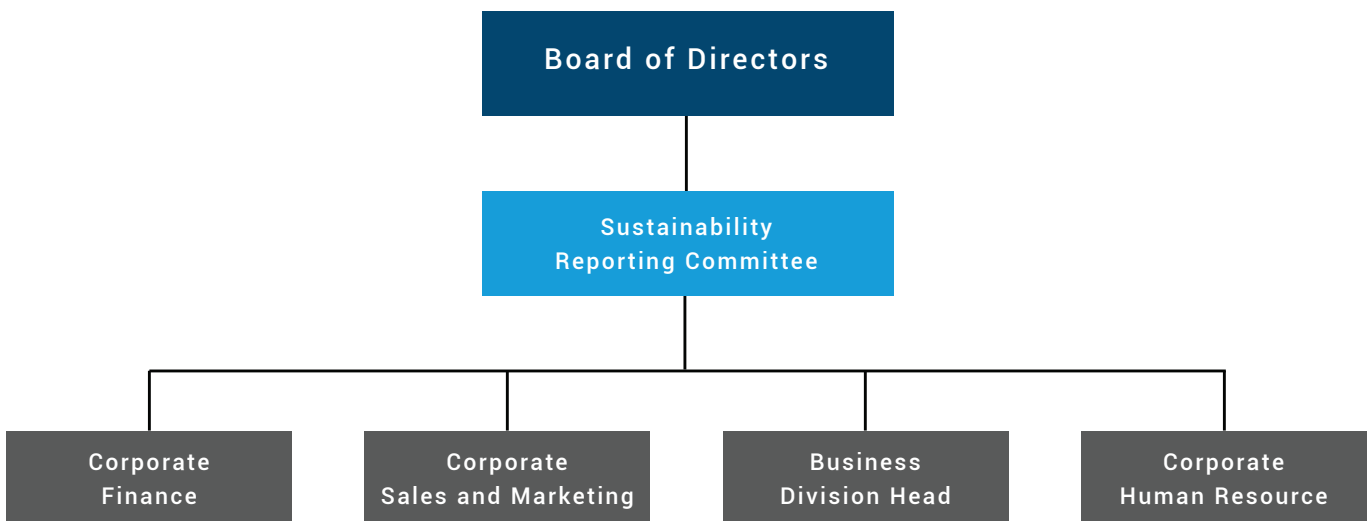 Board of Directors
Sustainability
Reporting Committee
Corporate
Finance
Corporate
Sales and Marketing
Business
Division Head
Corporate
Human Resource